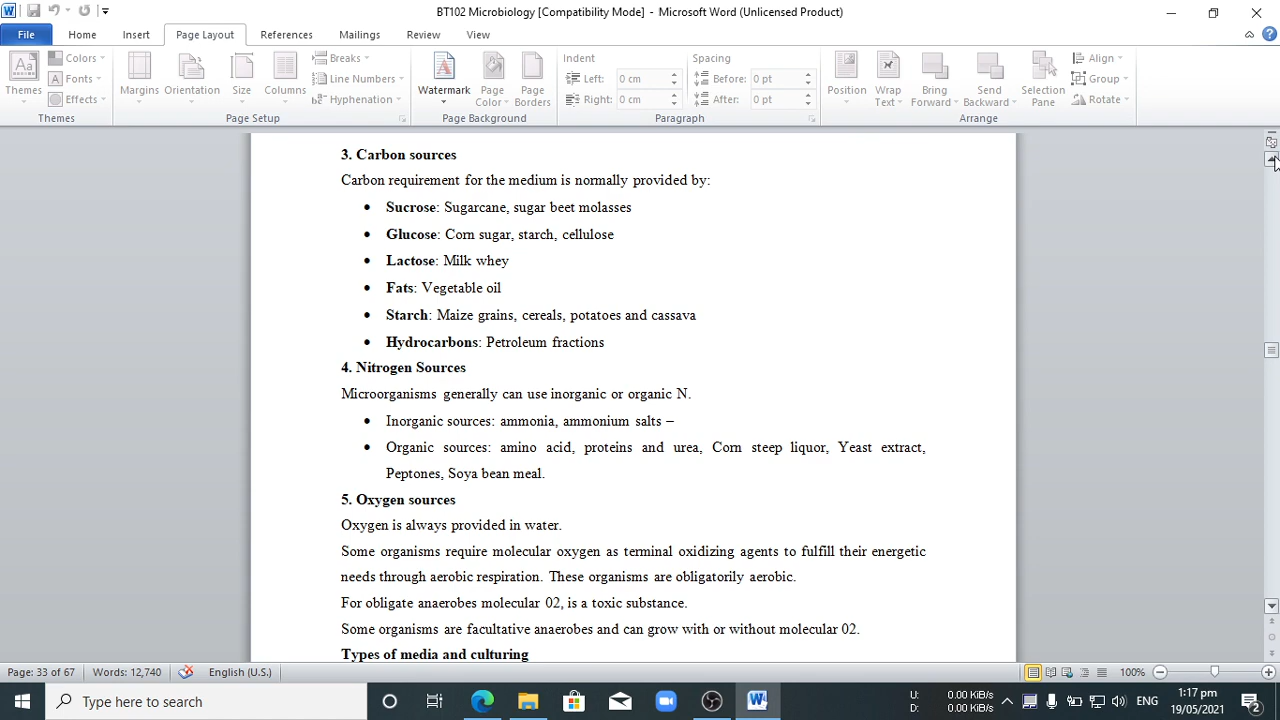 BT102 Microbiology [Compatibility Mode] - Microsoft Word (Unlicensed Product)
File Home Insert Page Layout References Mailings Review View
Themes
Colors
Fonts
Effects
Themes
Margins
Orientation
Size
Columns
Breaks
Line Numbers
Hyphenation
Page Setup
Watermark
Page Color
Page Borders
Page Background
Indent
Left: 0 cm
Right: 0 cm
Spacing
Before: 0 pt
After: 0 pt
Paragraph
Position
Wrap Text
Bring Forward
Send Backward
Selection Pane
Align
Group
Rotate
Arrange
3. Carbon sources
Carbon requirement for the medium is normally provided by:
• Sucrose: Sugarcane, sugar beet molasses
• Glucose: Corn sugar, starch, cellulose
• Lactose: Milk whey
• Fats: Vegetable oil
• Starch: Maize grains, cereals, potatoes and cassava
• Hydrocarbons: Petroleum fractions
4. Nitrogen Sources
Microorganisms generally can use inorganic or organic N.
• Inorganic sources: ammonia, ammonium salts –
• Organic sources: amino acid, proteins and urea, Corn steep liquor, Yeast extract,
Peptones, Soya bean meal.
5. Oxygen sources
Oxygen is always provided in water.
Some organisms require molecular oxygen as terminal oxidizing agents to fulfill their energetic
needs through aerobic respiration. These organisms are obligatorily aerobic.
For obligate anaerobes molecular 02, is a toxic substance.
Some organisms are facultative anaerobes and can grow with or without molecular 02.
Types of media and culturing
Page: 33 of 67 Words: 12,740 English (U.S.) 100%
Type here to search
U: 0.00 KiB/s
D: 0.00 KiB/s
ENG
1:17 pm
19/05/2021
2